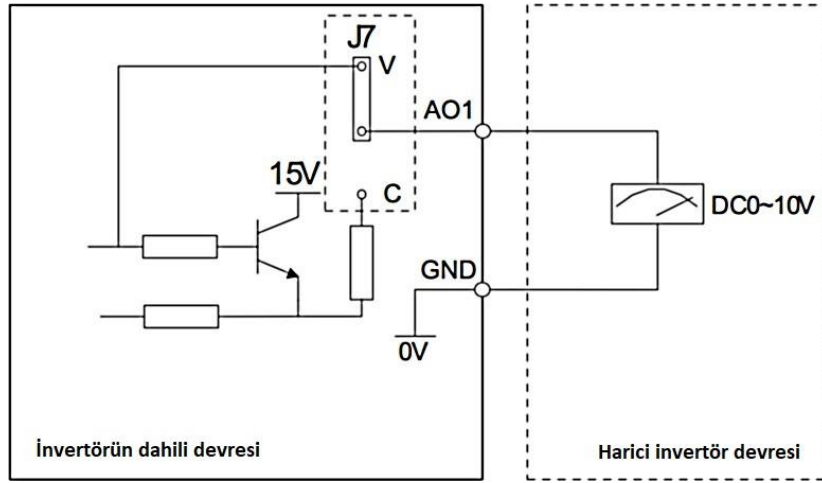 J7
V
AO1
15V
C
DC0~10V
GND
0V
İnvertörün dahili devresi
Harici invertör devresi